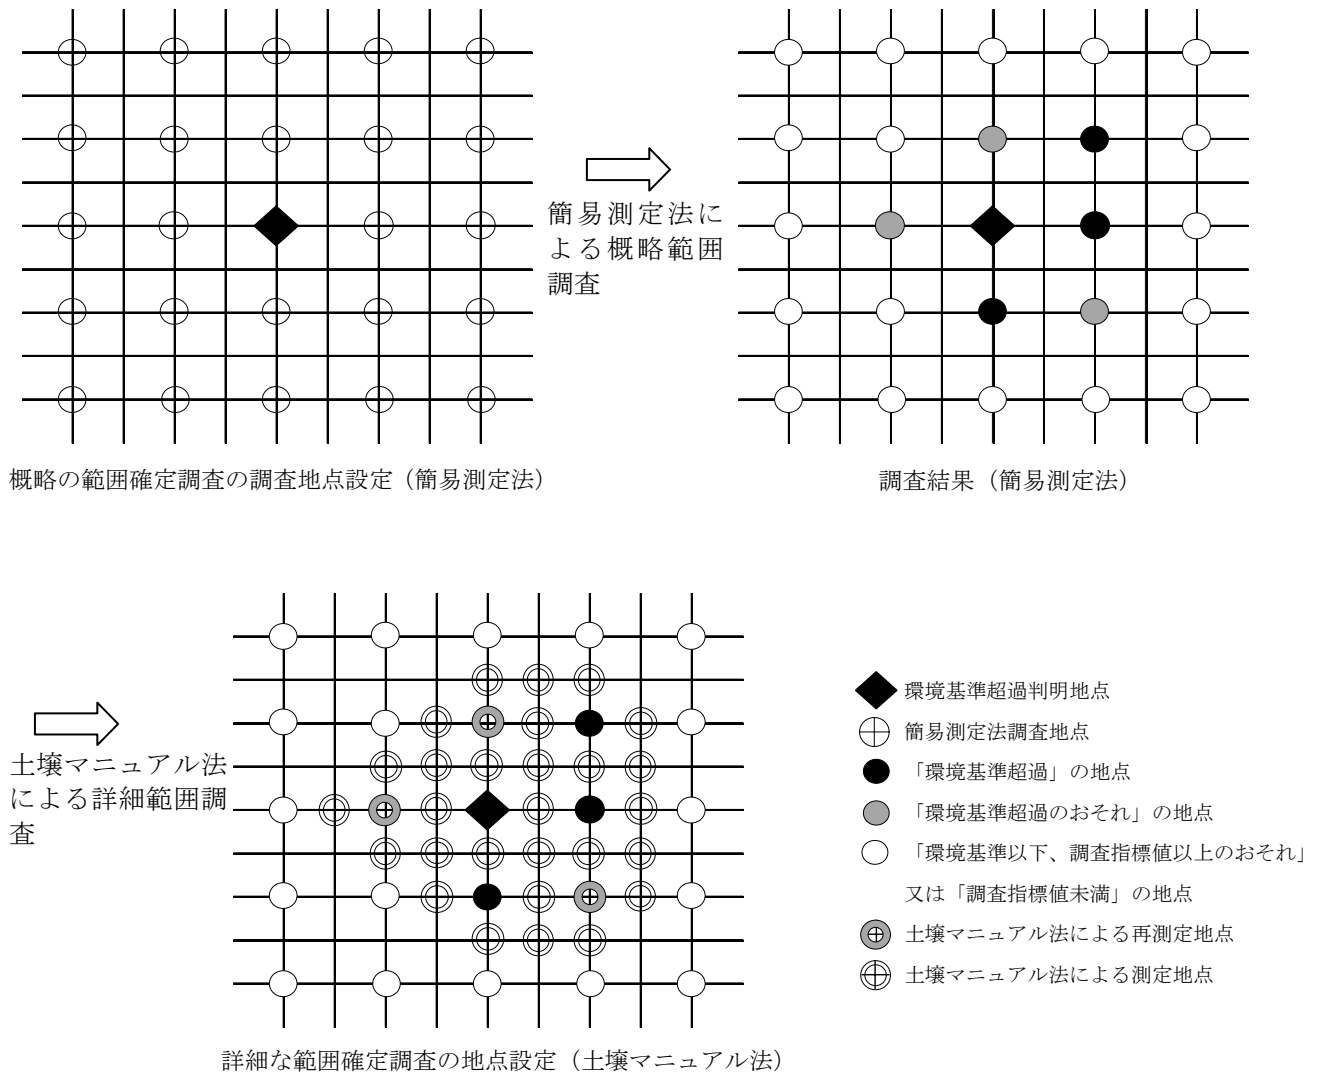 簡易測定法に
よる概略範囲
調査
概略の範囲確定調査の調査地点設定（簡易測定法）
調査結果（簡易測定法）
土壌マニュアル法
による詳細範囲調
査
環境基準超過判明地点
簡易測定法調査地点
「環境基準超過」の地点
「環境基準超過のおそれ」の地点
「環境基準以下、調査指標値以上のおそれ」
又は「調査指標値未満」の地点
土壌マニュアル法による再測定地点
土壌マニュアル法による測定地点
詳細な範囲確定調査の地点設定（土壌マニュアル法）